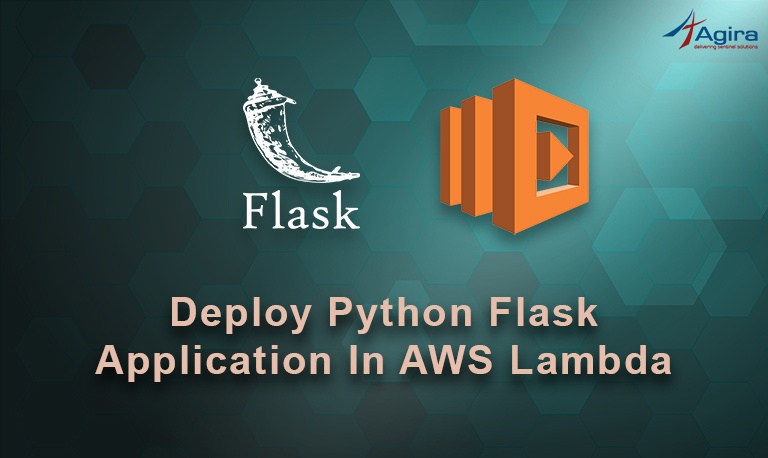 Agira
delivering sentinel solutions
Flask
Deploy Python Flask
Application In AWS Lambda